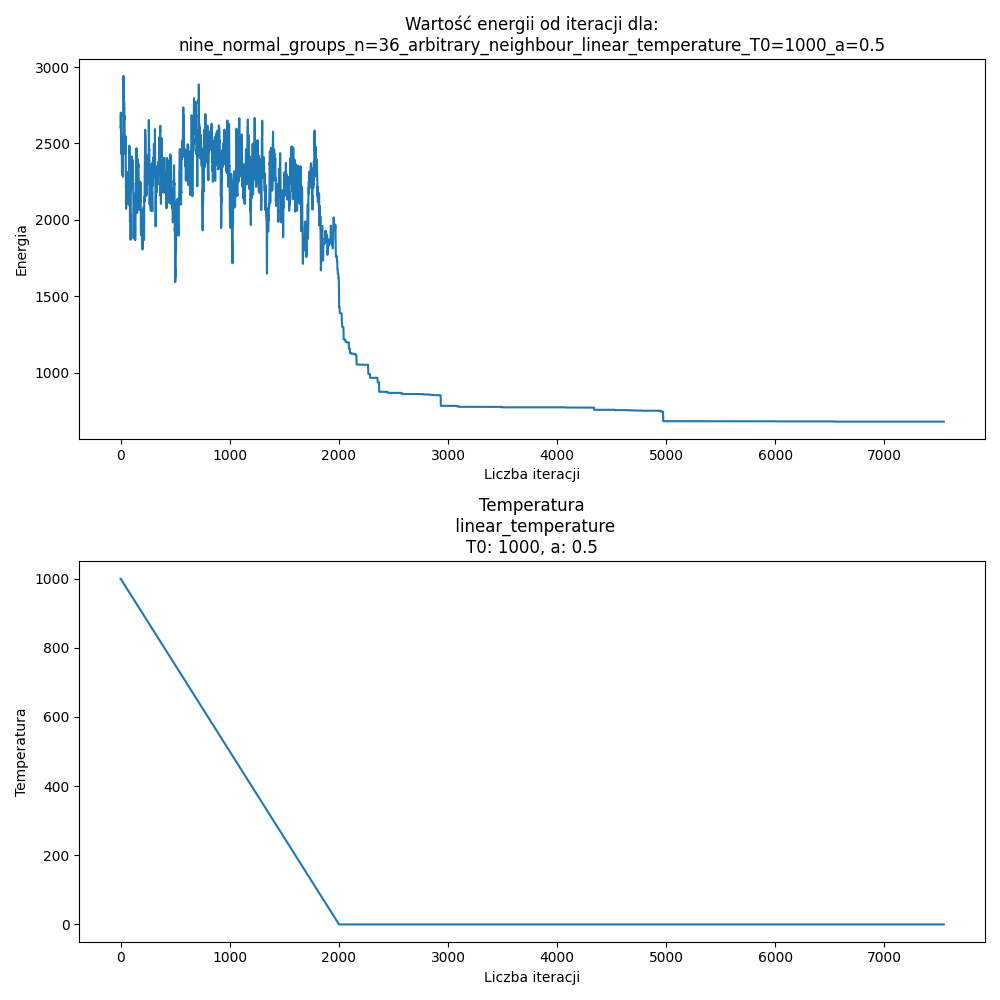 Wartość energii od iteracji dla:
nine_normal_groups_n=36_arbitrary_neighbour_linear_temperature_T0=1000_a=0.5
3000
2500
2000
1500
1000
Energia
0 1000 2000 3000 4000 5000 6000 7000
Liczba iteracji
Temperatura
linear_temperature
T0: 1000, a: 0.5
1000
800
600
400
200
0
Temperatura
0 1000 2000 3000 4000 5000 6000 7000
Liczba iteracji